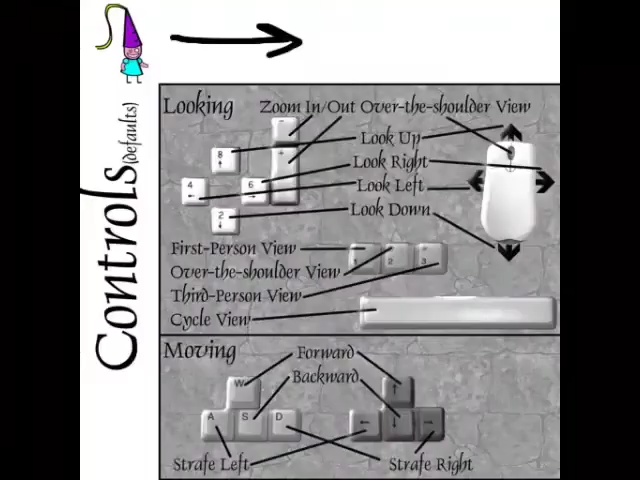 Controls (defaults)
Looking
Zoom In/Out Over-the-shoulder View
-
+
8
Look Up
4
6
Look Right
Look Left
2
Look Down
First-Person View
1 2 3
Over-the-shoulder View
Third-Person View
Cycle View
Moving
Forward
Backward
W
A S D
Strafe Left
Strafe Right